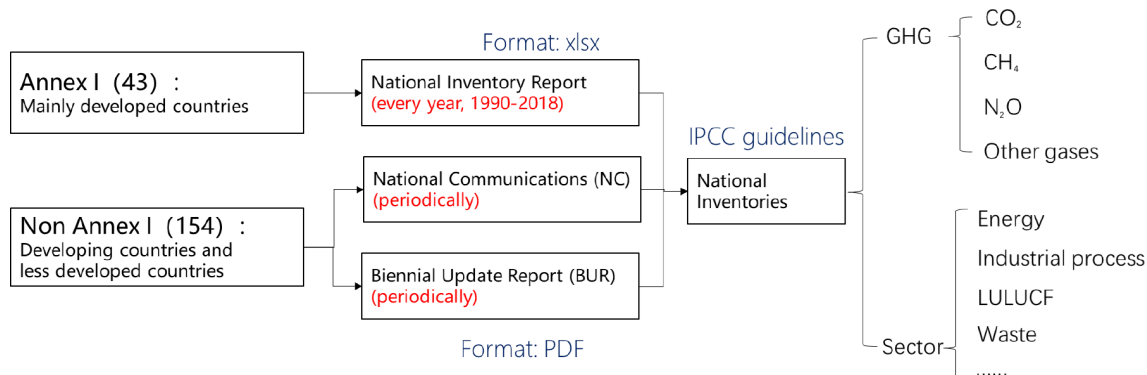 Format: xlsx
Annex I (43) :
Mainly developed countries
National Inventory Report
(every year, 1990-2018)
National Communications (NC)
(periodically)
Non Annex I (154) :
Developing countries and
less developed countries
Biennial Update Report (BUR)
(periodically)
Format: PDF
IPCC guidelines
National
Inventories
GHG
CO₂
CH₄
N₂O
Other gases
Sector
Energy
Industrial process
LULUCF
Waste
......